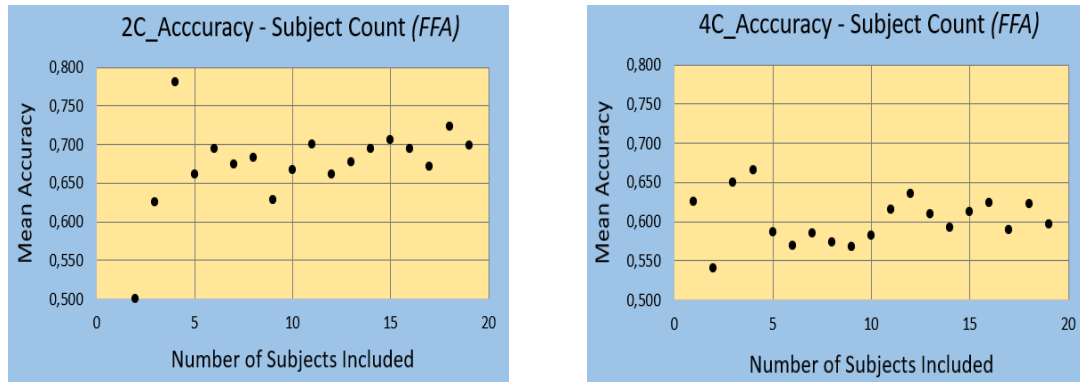 2C_Acccuracy - Subject Count (FFA)
Mean Accuracy
0,800
0,750
0,700
0,650
0,600
0,550
0,500
0 5 10 15 20
Number of Subjects Included
4C_Acccuracy - Subject Count (FFA)
Mean Accuracy
0,800
0,750
0,700
0,650
0,600
0,550
0,500
0 5 10 15 20
Number of Subjects Included